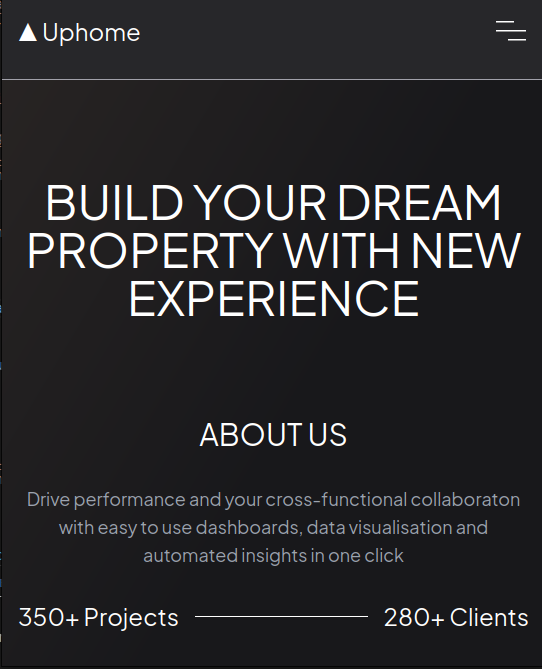 Uphome
BUILD YOUR DREAM
PROPERTY WITH NEW
EXPERIENCE
ABOUT US
Drive performance and your cross-functional collaboraton
with easy to use dashboards, data visualisation and
automated insights in one click
350+ Projects
280+ Clients